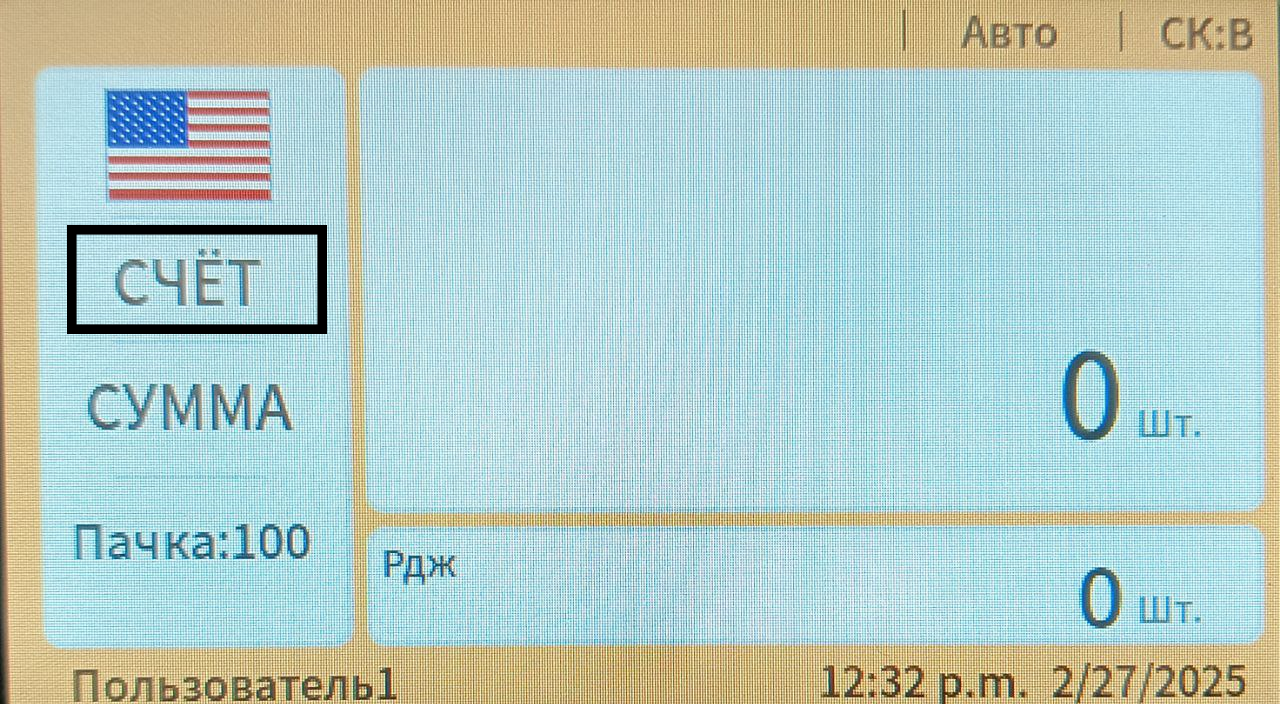 | Авто | СК:В
СЧЁТ
СУММА
Пачка:100
0 шт.
Рдж
0 шт.
Пользователь1 12:32 p.m. 2/27/2025